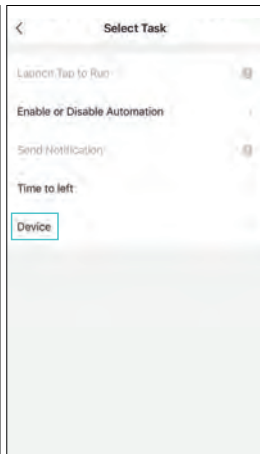 Select Task
Launch Tap to Run
Enable or Disable Automation
Send Notification
Time to left
Device